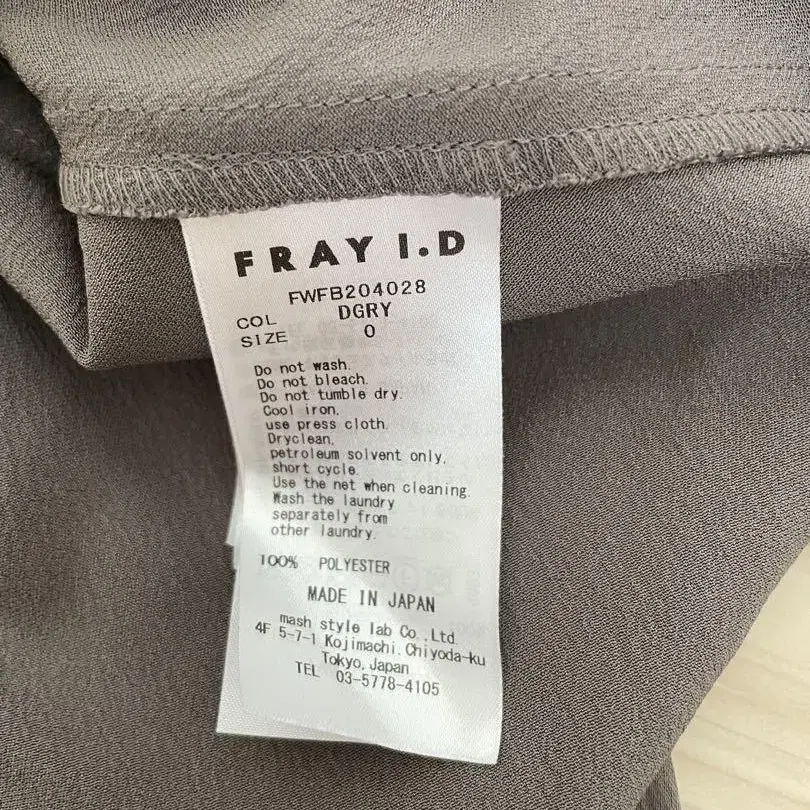 FRAY I.D
FWFB204028
COL DGRY
SIZE 0
Do not wash.
Do not bleach.
Do not tumble dry.
Cool iron,
use press cloth.
Dryclean,
petroleum solvent only,
short cycle.
Use the net when cleaning.
Wash the laundry
separately from
other laundry.
100% POLYESTER
MADE IN JAPAN
mash style lab Co.,Ltd.
4F 5-7-1 Kojimachi, Chiyoda-ku
Tokyo, Japan
TEL 03-5778-4105